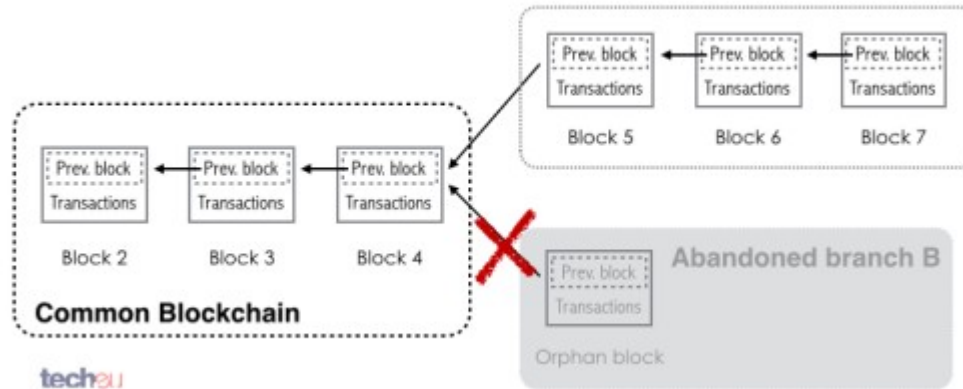 Prev. block
Transactions
Block 5
Prev. block
Transactions
Block 6
Prev. block
Transactions
Block 7
Prev. block
Transactions
Block 2
Prev. block
Transactions
Block 3
Prev. block
Transactions
Block 4
Common Blockchain
Abandoned branch B
Prev. block
Transactions
Orphan block
tech.eu